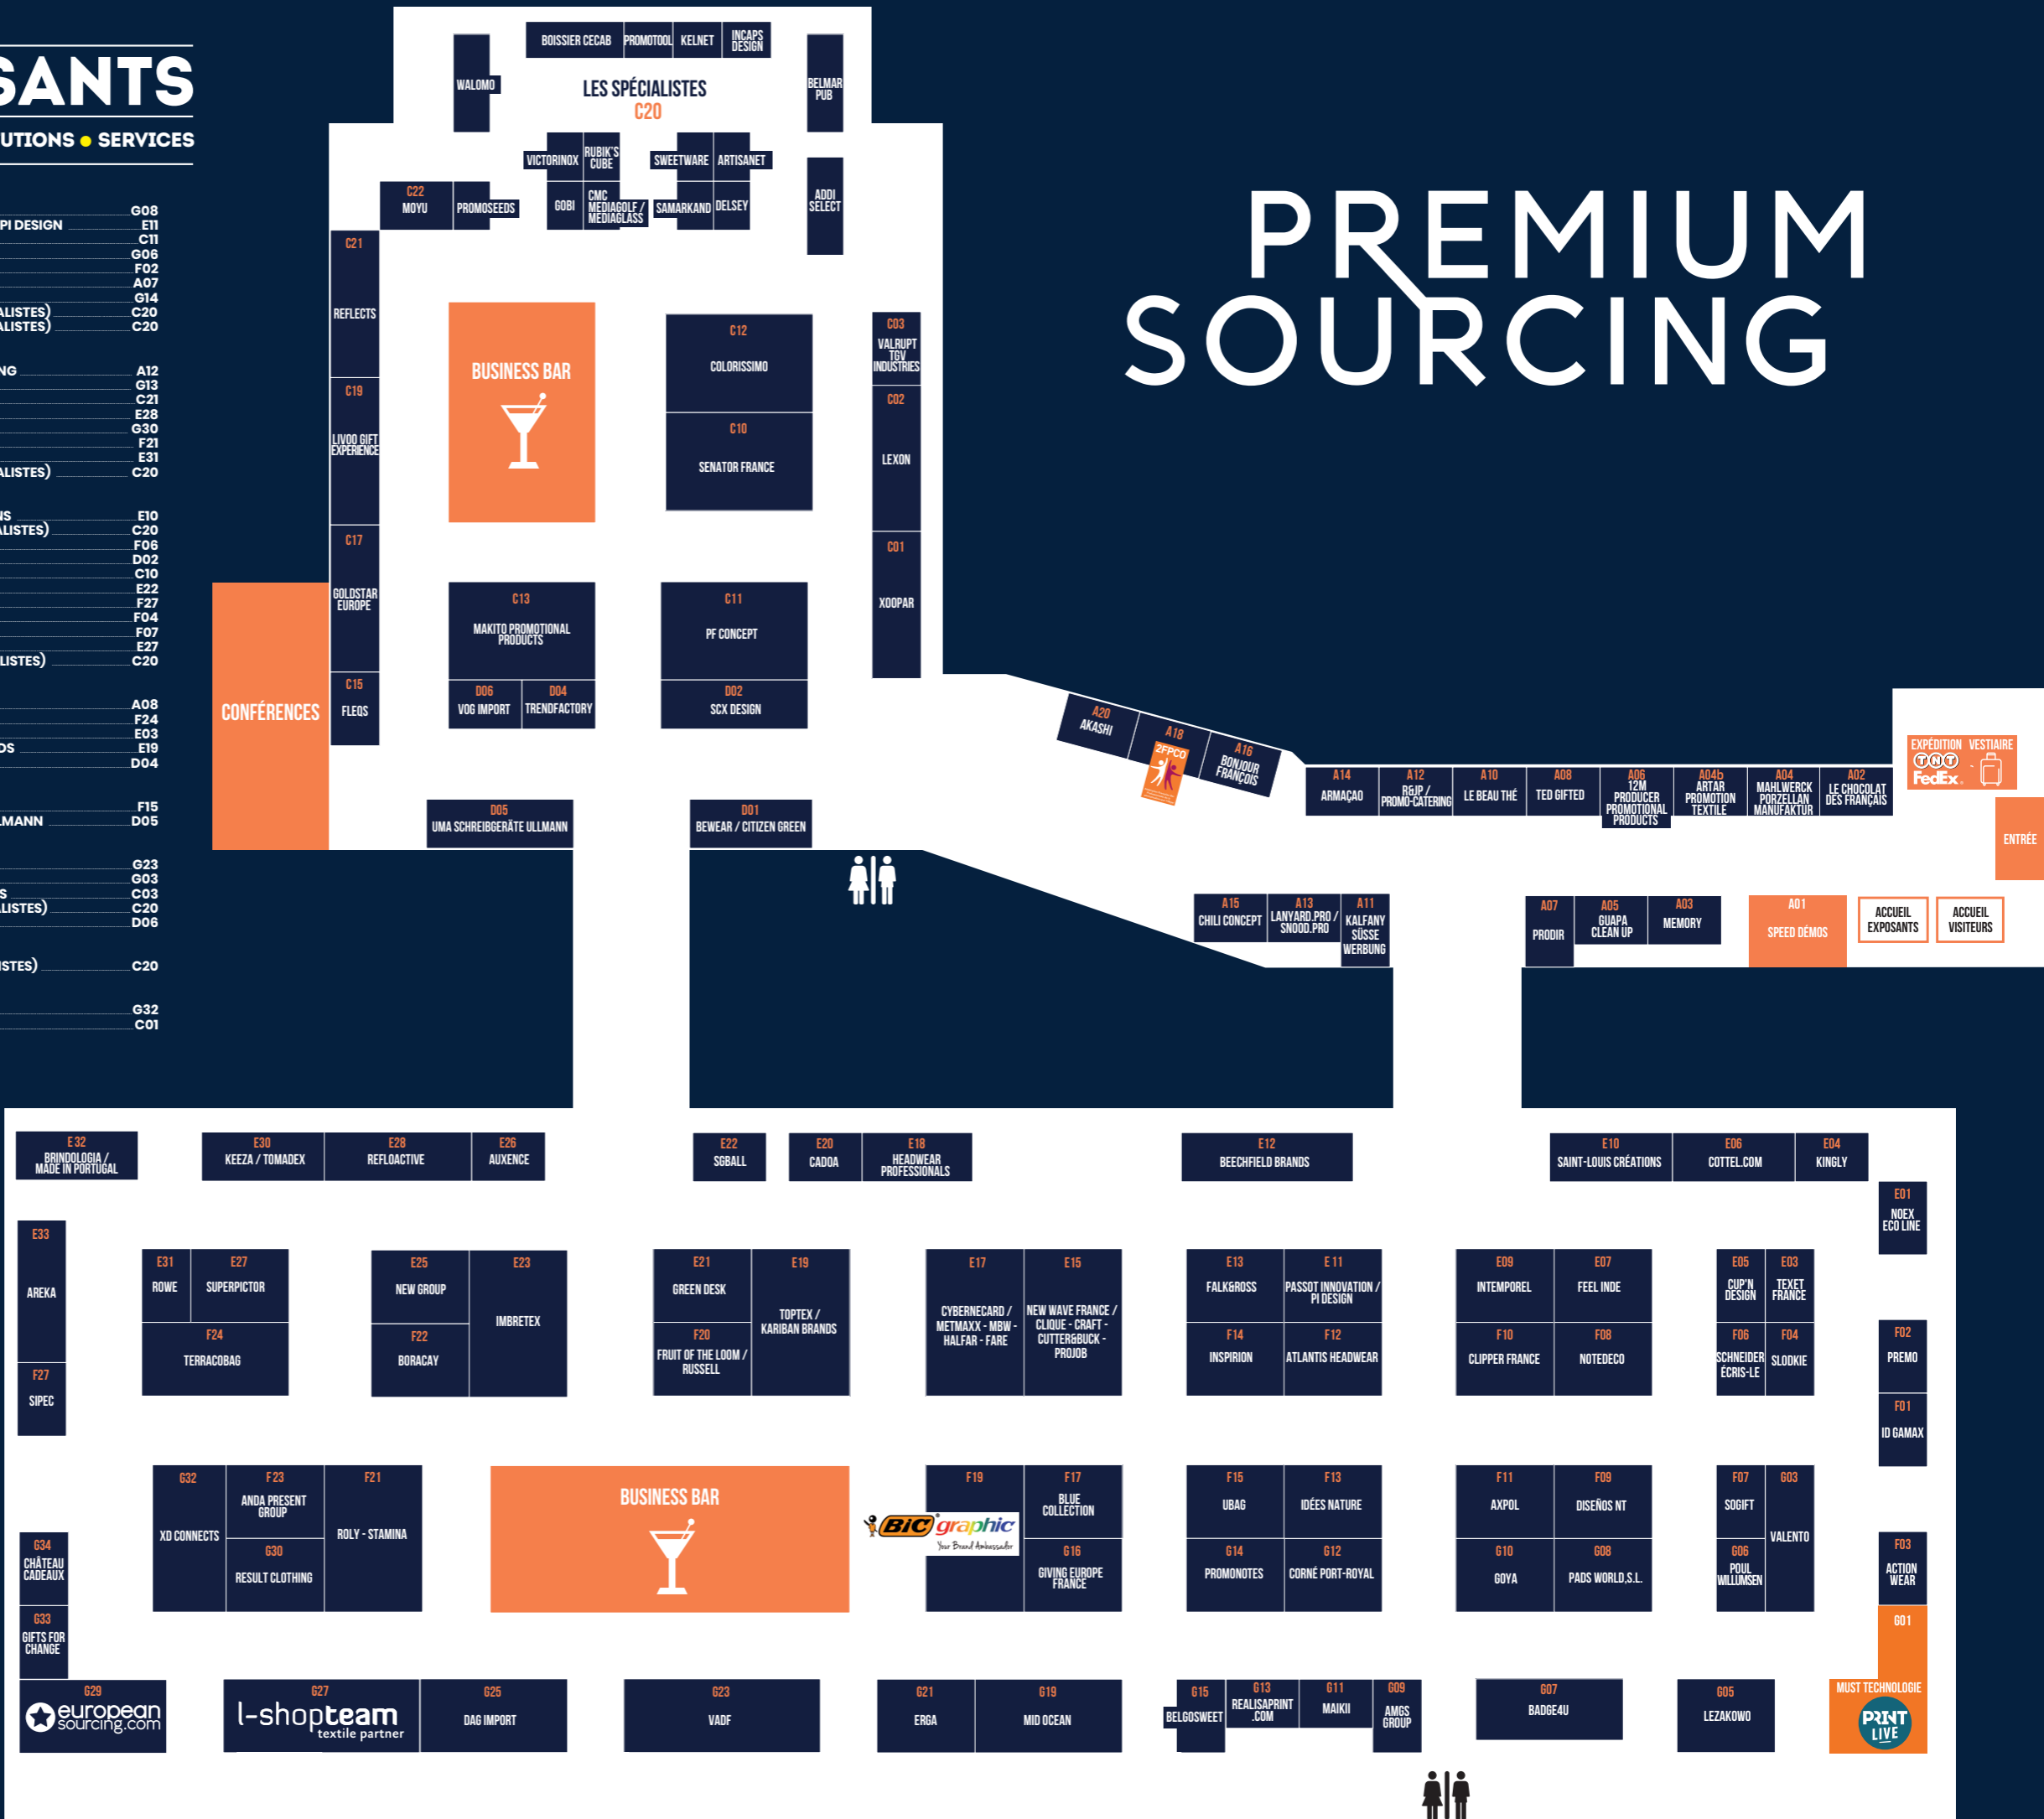 SANTS
UTIONS ● SERVICES
G08
PI DESIGN E11
C11
G06
F02
A07
G14
ALISTES) C20
ALISTES) C20
NG A12
G13
C21
E28
G30
F21
E31
ALISTES) C20
NS E10
ALISTES) C20
F06
D02
C10
E22
F27
F04
F07
E27
LISTES) C20
A08
F24
E03
DS E19
D04
F15
LMANN D05
G23
G03
S C03
LISTES) C20
D06
ISTES) C20
G32
C01
PREMIUM
SOURCING
BOISSIER CECAB
PROMOTOOL
KELNET
INCAPS
DESIGN
WALOMO
LES SPÉCIALISTES
C20
BELMAR
PUB
VICTORINOX
RUBIK'S
CUBE
SWEETWARE
ARTISANET
C22
MOYU
PROMOSEEDS
GOBI
CMC
MEDIAGOLF /
MEDIAGLASS
SAMARKAND
DELSEY
ADDI
SELECT
C21
REFLECTS
BUSINESS BAR
C12
COLORISSIMO
C03
VALRUPT
TGV
INDUSTRIES
C19
LIVOO GIFT
EXPERIENCE
C10
SENATOR FRANCE
C02
LEXON
C17
GOLDSTAR
EUROPE
C13
MAKITO PROMOTIONAL
PRODUCTS
C11
PF CONCEPT
C01
XOOPAR
CONFÉRENCES
C15
FLEQS
D06
VOG IMPORT
D04
TRENDFACTORY
D02
SCX DESIGN
D05
UMA SCHREIBGERÄTE ULLMANN
D01
BEWEAR / CITIZEN GREEN
A20
AKASHI
A18
2FPCO
A16
BONJOUR
FRANÇOIS
A14
ARMAÇAO
A12
R&JP /
PROMO-CATERING
A10
LE BEAU THÉ
A08
TED GIFTED
A06
12M
PRODUCER
PROMOTIONAL
PRODUCTS
A04b
ARTAR
PROMOTION
TEXTILE
A04
MAHLWERCK
PORZELLAN
MANUFAKTUR
A02
LE CHOCOLAT
DES FRANÇAIS
EXPÉDITION VESTIAIRE
TNT
FedEx
ENTRÉE
A15
CHILI CONCEPT
A13
LANYARD.PRO /
SNOOD.PRO
A11
KALFANY
SÜSSE
WERBUNG
A07
PRODIR
A05
GUAPA
CLEAN UP
A03
MEMORY
A01
SPEED DÉMOS
ACCUEIL
EXPOSANTS
ACCUEIL
VISITEURS
E 32
BRINDOLOGIA /
MADE IN PORTUGAL
E30
KEEZA / TOMADEX
E28
REFLOACTIVE
E26
AUXENCE
E22
SGBALL
E20
CADOA
E18
HEADWEAR
PROFESSIONALS
E12
BEECHFIELD BRANDS
E10
SAINT-LOUIS CRÉATIONS
E06
COTTEL.COM
E04
KINGLY
E01
NOEX
ECO LINE
E33
AREKA
E31
ROWE
E27
SUPERPICTOR
F24
TERRACOBAG
E25
NEW GROUP
F22
BORACAY
E23
IMBRETEX
E21
GREEN DESK
F20
FRUIT OF THE LOOM /
RUSSELL
E19
TOPTEX /
KARIBAN BRANDS
E17
CYBERNECARD /
METMAXX - MBW -
HALFAR - FARE
E15
NEW WAVE FRANCE /
CLIQUE - CRAFT -
CUTTER&BUCK -
PROJOB
E13
FALK&ROSS
E 11
PASSOT INNOVATION /
PI DESIGN
F14
INSPIRION
F12
ATLANTIS HEADWEAR
E09
INTEMPOREL
E07
FEEL INDE
F10
CLIPPER FRANCE
F08
NOTEDECO
E05
CUP'N
DESIGN
E03
TEXET
FRANCE
F06
SCHNEIDER
ÉCRIS-LE
F04
SLODKIE
F02
PREMO
F01
ID GAMAX
F27
SIPEC
G32
XD CONNECTS
F23
ANDA PRESENT
GROUP
G30
RESULT CLOTHING
F21
ROLY - STAMINA
BUSINESS BAR
F19
BIC graphic
Your Brand Ambassador
F17
BLUE
COLLECTION
G16
GIVING EUROPE
FRANCE
F15
UBAG
F13
IDÉES NATURE
G14
PROMONOTES
G12
CORNÉ PORT-ROYAL
F11
AXPOL
F09
DISEÑOS NT
G10
GOYA
G08
PADS WORLD,S.L.
F07
SOGIFT
G03
VALENTO
G06
POUL
WILLUMSEN
F03
ACTION
WEAR
G34
CHÂTEAU
CADEAUX
G33
GIFTS FOR
CHANGE
G29
european
sourcing.com
G27
l-shopteam
textile partner
G25
DAG IMPORT
G23
VADF
G21
ERGA
G19
MID OCEAN
G15
BELGOSWEET
G13
REALISAPRINT
.COM
G11
MAIKII
G09
AMGS
GROUP
G07
BADGE4U
G05
LEZAKOWO
G01
MUST TECHNOLOGIE
PRINT
LIVE